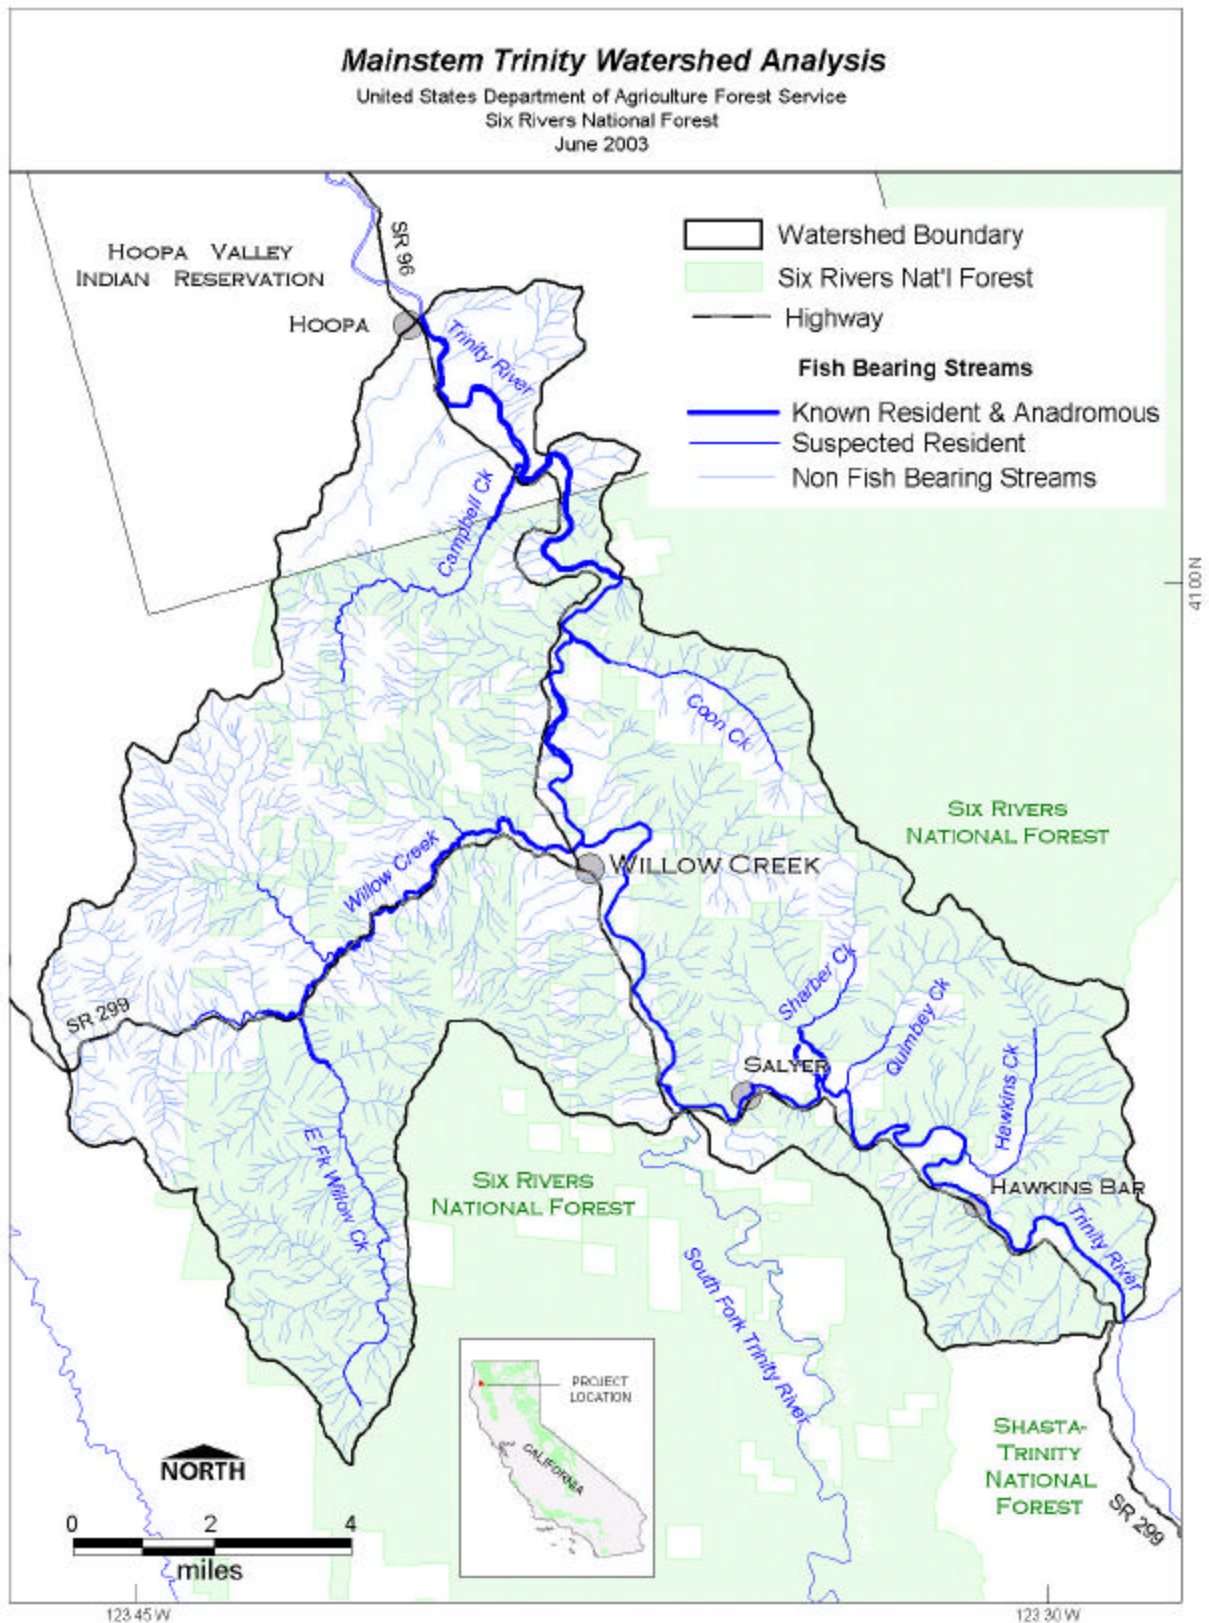 Mainstem Trinity Watershed Analysis
United States Department of Agriculture Forest Service
Six Rivers National Forest
June 2003
HOOPA VALLEY
INDIAN RESERVATION
SR 96
HOOPA
Trinity River
Watershed Boundary
Six Rivers Nat'l Forest
Highway
Fish Bearing Streams
Known Resident & Anadromous
Suspected Resident
Non Fish Bearing Streams
Campbell Ck
41 00 N
Coon Ck
SIX RIVERS
NATIONAL FOREST
Willow Creek
WILLOW CREEK
SR 299
Sharber Ck
Quimbey Ck
Hawkins Ck
SALYER
E Fk Willow Ck
SIX RIVERS
NATIONAL FOREST
HAWKINS BAR
Trinity River
South Fork Trinity River
PROJECT
LOCATION
CALIFORNIA
SHASTA-
TRINITY
NATIONAL
FOREST
SR 299
NORTH
0 2 4
miles
123 45 W
123 30 W